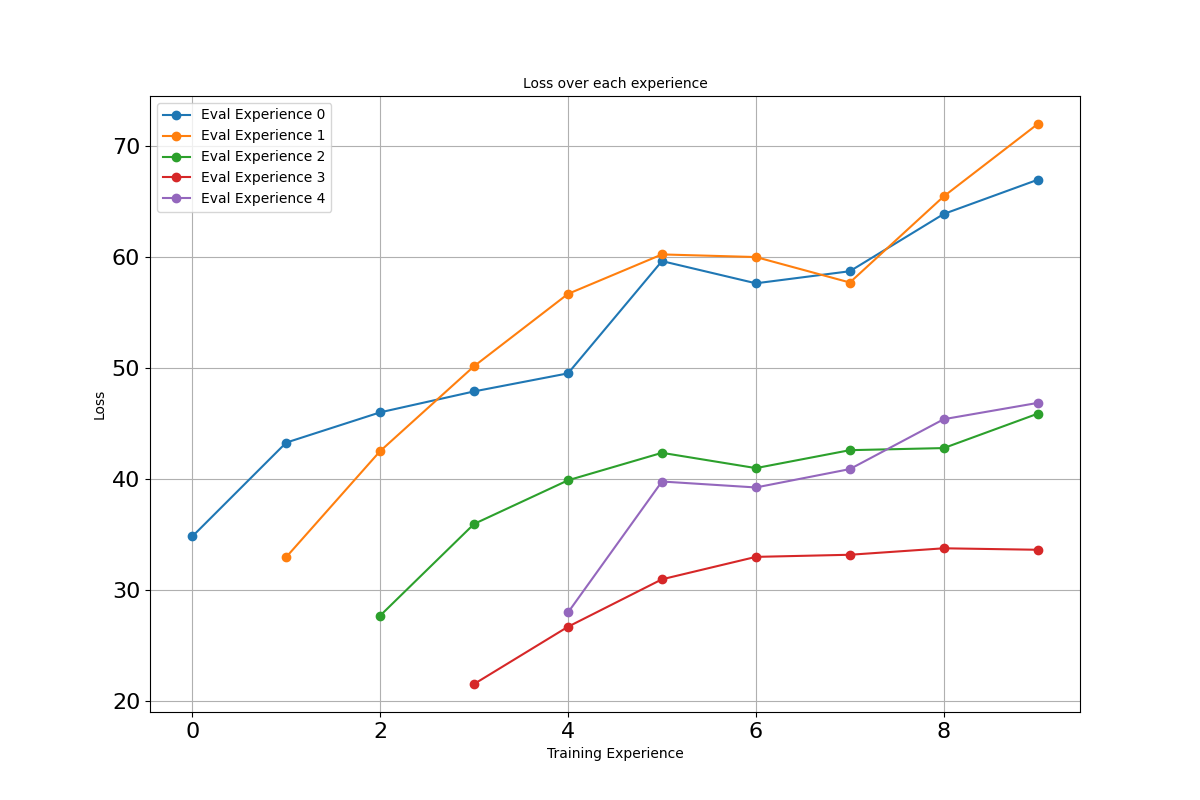 Loss over each experience
Eval Experience 0
Eval Experience 1
Eval Experience 2
Eval Experience 3
Eval Experience 4
70
60
50
40
30
20
Loss
0 2 4 6 8
Training Experience